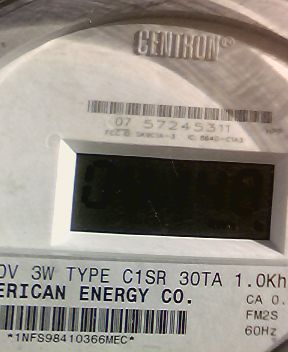 CENTRON®
07 57245311
0V 3W TYPE C1SR 30TA 1.0Kh
ERICAN ENERGY CO.
CA 0.
FM2S
60Hz
*1NFS98410366MEC*